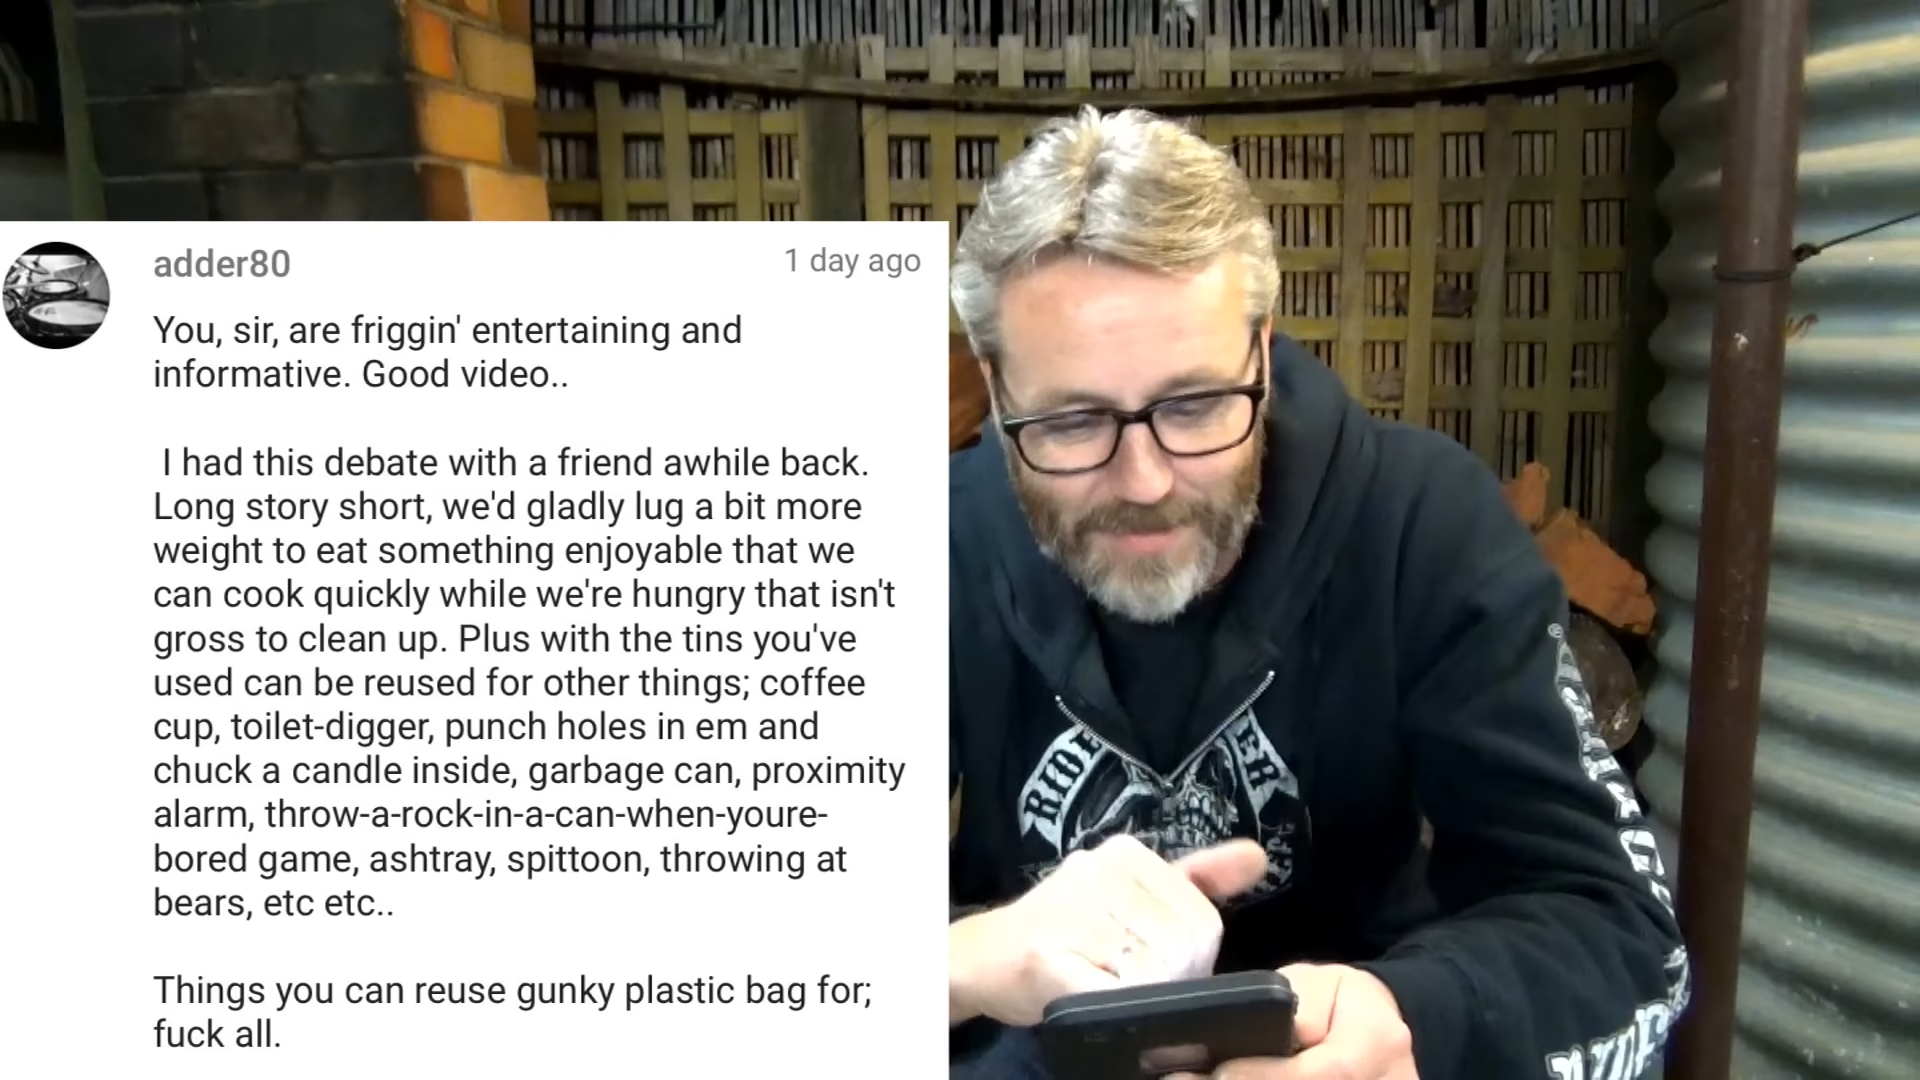 adder80
1 day ago
You, sir, are friggin' entertaining and
informative. Good video..
I had this debate with a friend awhile back.
Long story short, we'd gladly lug a bit more
weight to eat something enjoyable that we
can cook quickly while we're hungry that isn't
gross to clean up. Plus with the tins you've
used can be reused for other things; coffee
cup, toilet-digger, punch holes in em and
chuck a candle inside, garbage can, proximity
alarm, throw-a-rock-in-a-can-when-youre-
bored game, ashtray, spittoon, throwing at
bears, etc etc..
Things you can reuse gunky plastic bag for;
fuck all.